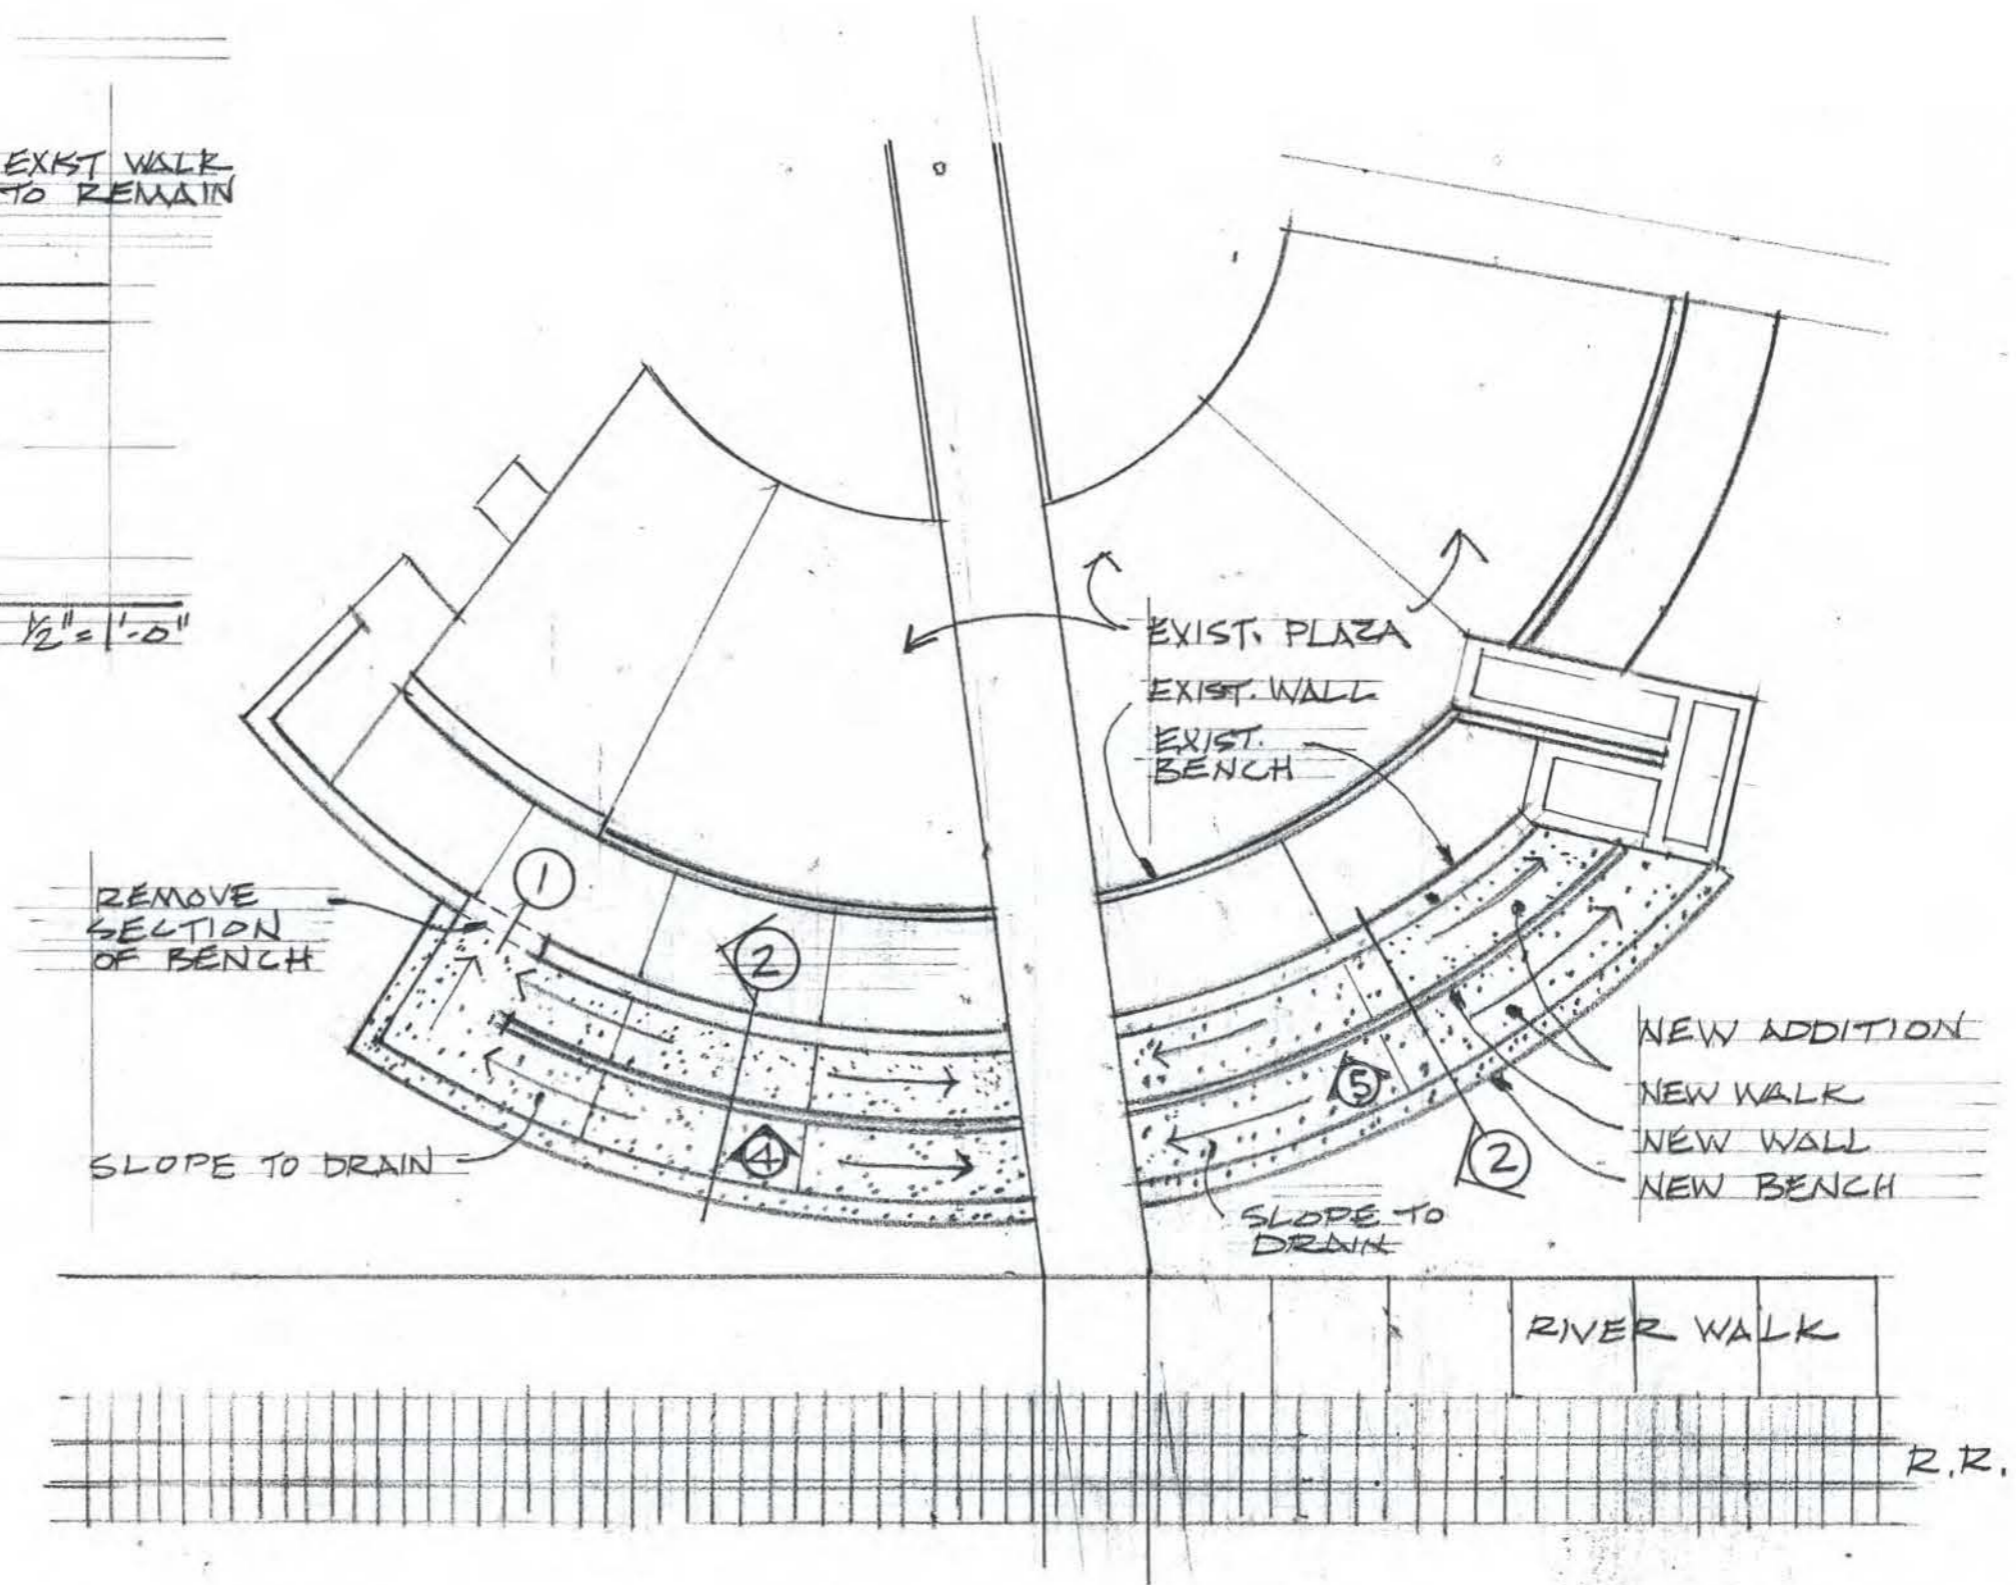 EXIST WALK
TO REMAIN
1/2" = 1'-0"
EXIST. PLAZA
EXIST. WALL
EXIST.
BENCH
REMOVE
SECTION
OF BENCH
1
2
SLOPE TO DRAIN
4
5
2
SLOPE TO
DRAIN
NEW ADDITION
NEW WALK
NEW WALL
NEW BENCH
RIVER WALK
R.R.